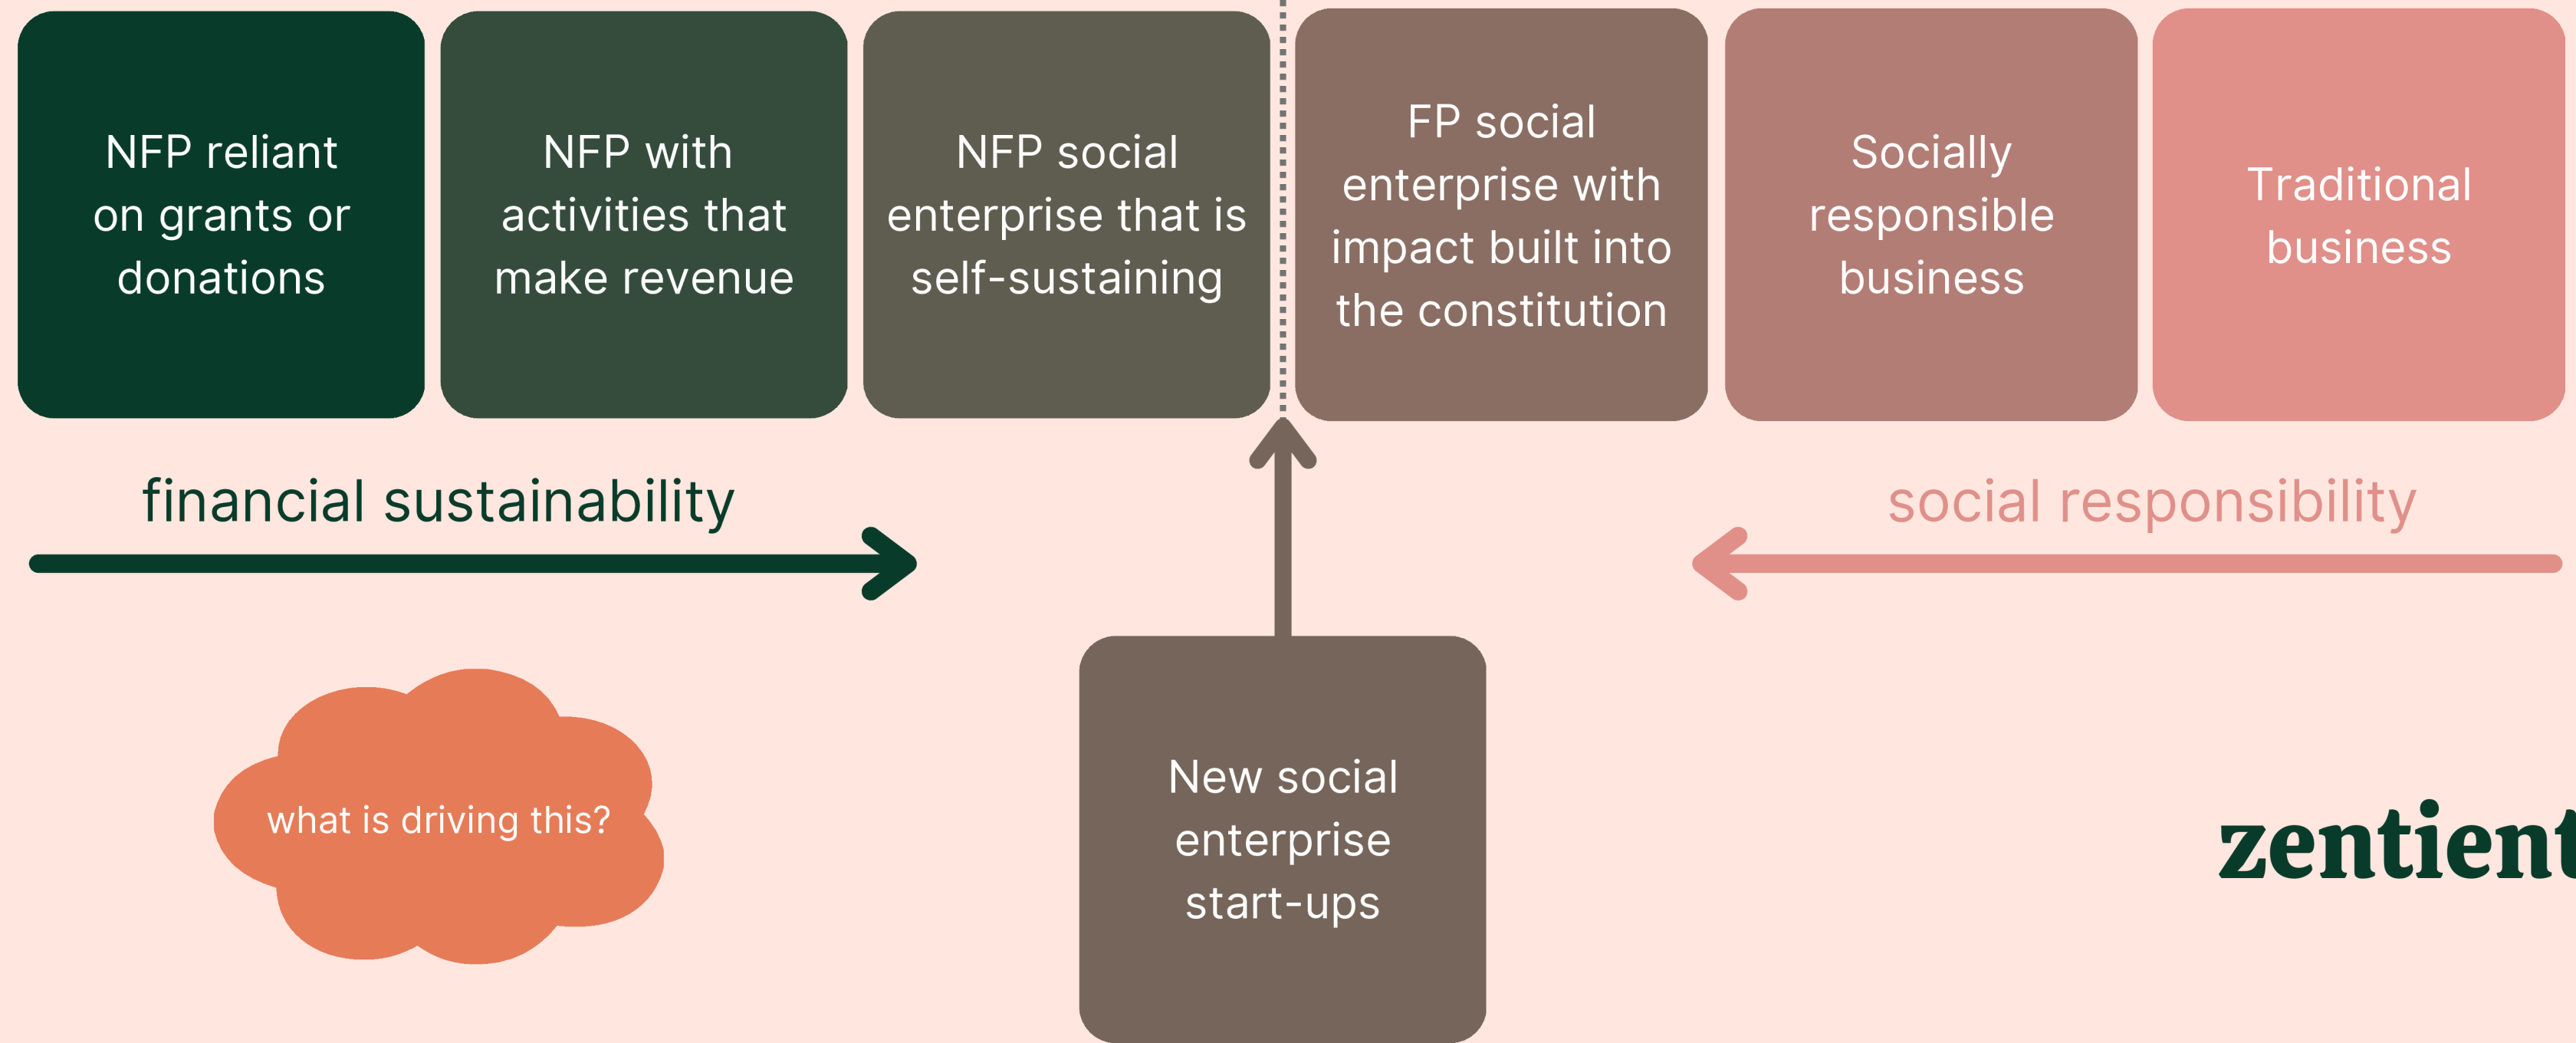 NFP reliant
on grants or
donations
NFP with
activities that
make revenue
NFP social
enterprise that is
self-sustaining
FP social
enterprise with
impact built into
the constitution
Socially
responsible
business
Traditional
business
financial sustainability
social responsibility
what is driving this?
New social
enterprise
start-ups
zentient